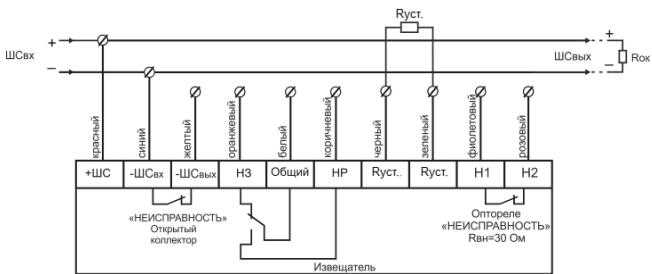 Rуст.
+
ШСвх
–
+
–
ШСвых
Rок
красный
синий
желтый
оранжевый
белый
коричневый
черный
зеленый
фиолетовый
розовый
+ШС
-ШСвх
-ШСвых
НЗ
Общий
НР
Rуст..
Rуст.
Н1
Н2
«НЕИСПРАВНОСТЬ»
Открытый
коллектор
Оптореле
«НЕИСПРАВНОСТЬ»
Rвн=30 Ом
Извещатель